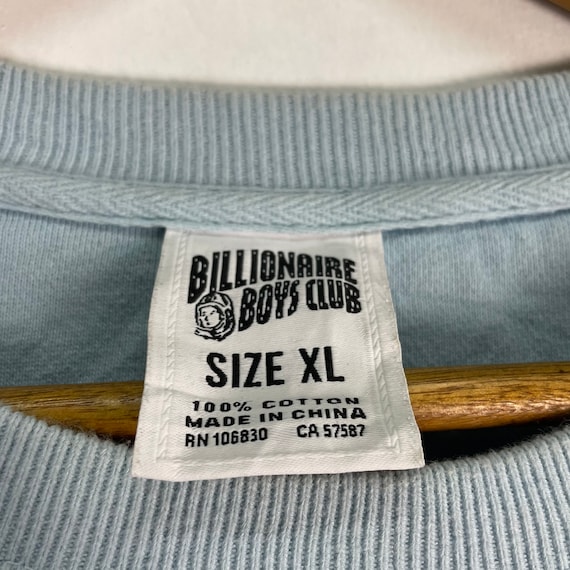 BILLIONAIRE
BOYS CLUB
SIZE XL
100% COTTON
MADE IN CHINA
RN 106830 CA 57587